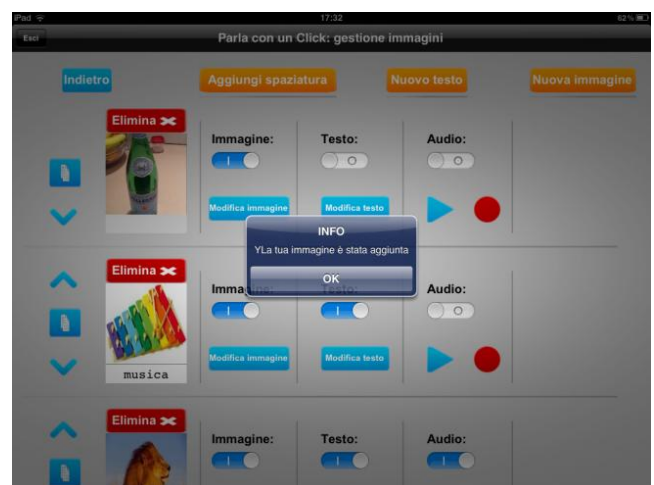 iPad 17:32 62%
Esci Parla con un Click: gestione immagini
Indietro Aggiungi spaziatura Nuovo testo Nuova immagine
Elimina
Immagine: Testo: Audio:
Modifica immagine Modifica testo
INFO
YLa tua immagine è stata aggiunta
OK
Elimina
Immagine: Testo: Audio:
Modifica immagine Modifica testo
musica
Elimina
Immagine: Testo: Audio: